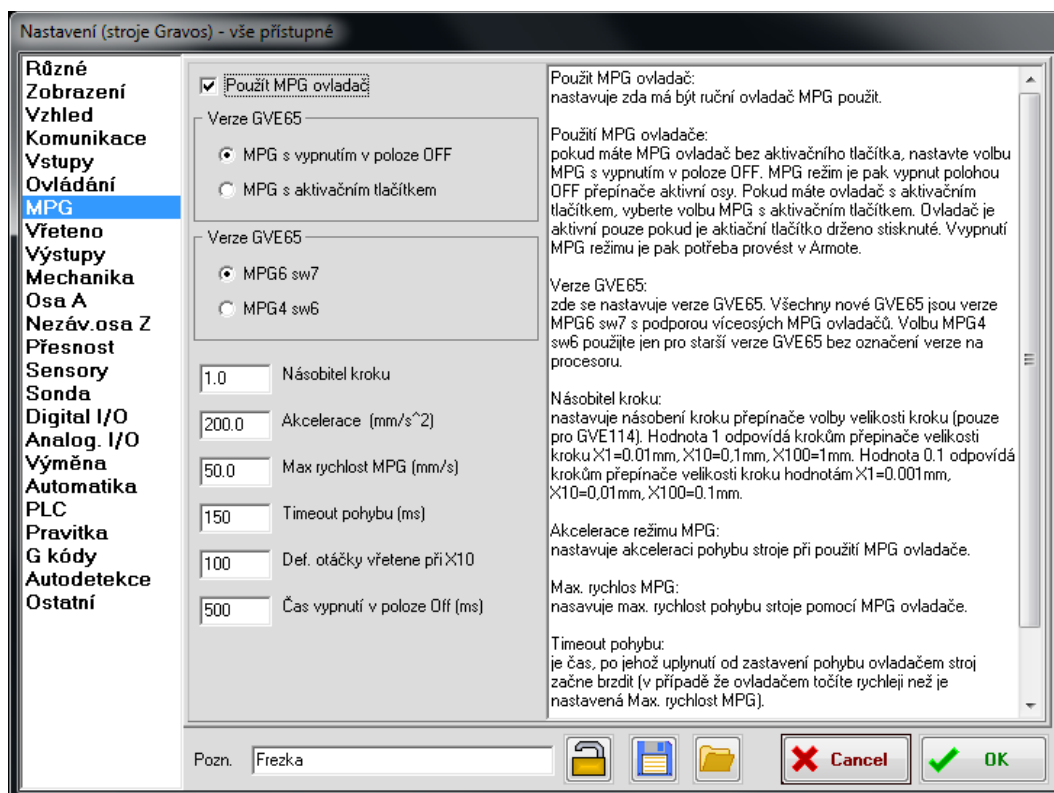 Nastavení (stroje Gravos) - vše přístupné
Různé
Zobrazení
Vzhled
Komunikace
Vstupy
Ovládání
MPG
Vřeteno
Výstupy
Mechanika
Osa A
Nezáv.osa Z
Přesnost
Sensory
Sonda
Digital I/O
Analog. I/O
Výměna
Automatika
PLC
Pravitka
G kódy
Autodetekce
Ostatní
Použít MPG ovladač
Verze GVE65
MPG s vypnutím v poloze OFF
MPG s aktivačním tlačítkem
Verze GVE65
MPG6 sw7
MPG4 sw6
1.0 Násobitel kroku
200.0 Akcelerace (mm/s^2)
50.0 Max rychlost MPG (mm/s)
150 Timeout pohybu (ms)
100 Def. otáčky vřetene při X10
500 Čas vypnutí v poloze Off (ms)
Použit MPG ovladač:
nastavuje zda má být ruční ovladač MPG použit.
Použití MPG ovladače:
pokud máte MPG ovladač bez aktivačního tlačítka, nastavte volbu
MPG s vypnutím v poloze OFF. MPG režim je pak vypnut polohou
OFF přepínače aktivní osy. Pokud máte ovladač s aktivačním
tlačítkem, vyberte volbu MPG s aktivačním tlačítkem. Ovladač je
aktivní pouze pokud je aktiační tlačítko drženo stisknuté. Vvypnutí
MPG režimu je pak potřeba provést v Armote.
Verze GVE65:
zde se nastavuje verze GVE65. Všechny nové GVE65 jsou verze
MPG6 sw7 s podporou víceosých MPG ovladačů. Volbu MPG4
sw6 použijte jen pro starší verze GVE65 bez označení verze na
procesoru.
Násobitel kroku:
nastavuje násobení kroku přepínače volby velikosti kroku (pouze
pro GVE114). Hodnota 1 odpovídá krokům přepinače velikosti
kroku X1=0.01mm, X10=0,1mm, X100=1mm. Hodnota 0.1 odpovídá
krokům přepínače velikosti kroku hodnotám X1=0.001mm,
X10=0,01mm, X100=0.1mm.
Akcelerace režimu MPG:
nastavuje akceleraci pohybu stroje při použití MPG ovladače.
Max. rychlos MPG:
nasavuje max. rychlost pohybu srtoje pomocí MPG ovladače.
Timeout pohybu:
je čas, po jehož uplynutí od zastavení pohybu ovladačem stroj
začne brzdit (v případě že ovladačem točíte rychleji než je
nastavená Max. rychlost MPG).
Pozn. Frezka
Cancel
OK